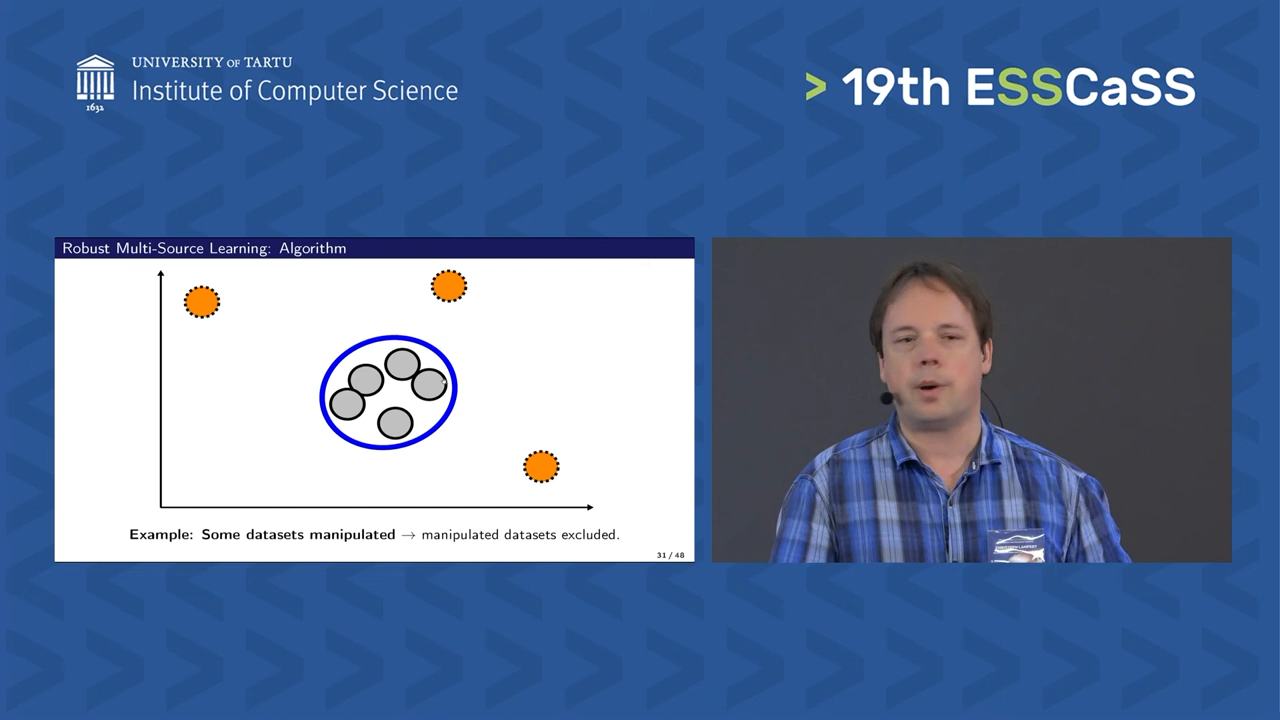 UNIVERSITY OF TARTU
Institute of Computer Science
1632
> 19th ESSCaSS
Robust Multi-Source Learning: Algorithm
Example: Some datasets manipulated → manipulated datasets excluded.
31 / 48